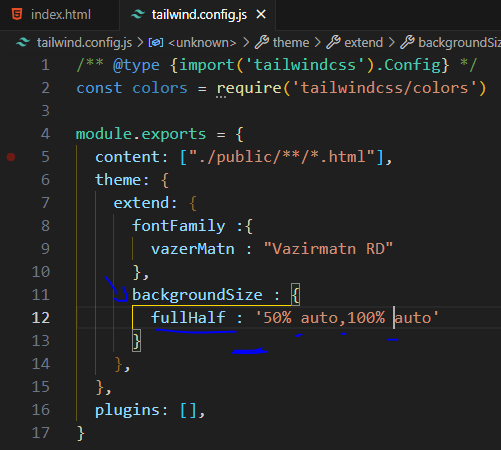 index.html
tailwind.config.js ×
tailwind.config.js > <unknown> > theme > extend > backgroundSiz
1 /** @type {import('tailwindcss').Config} */
2 const colors = require('tailwindcss/colors')
3
4 module.exports = {
5 content: ["./public/**/*.html"],
6 theme: {
7 extend: {
8 fontFamily :{
9 vazerMatn : "Vazirmatn RD"
10 },
11 backgroundSize : {
12 fullHalf : '50% auto,100% auto'
13 }
14 },
15 },
16 plugins: [],
17 }